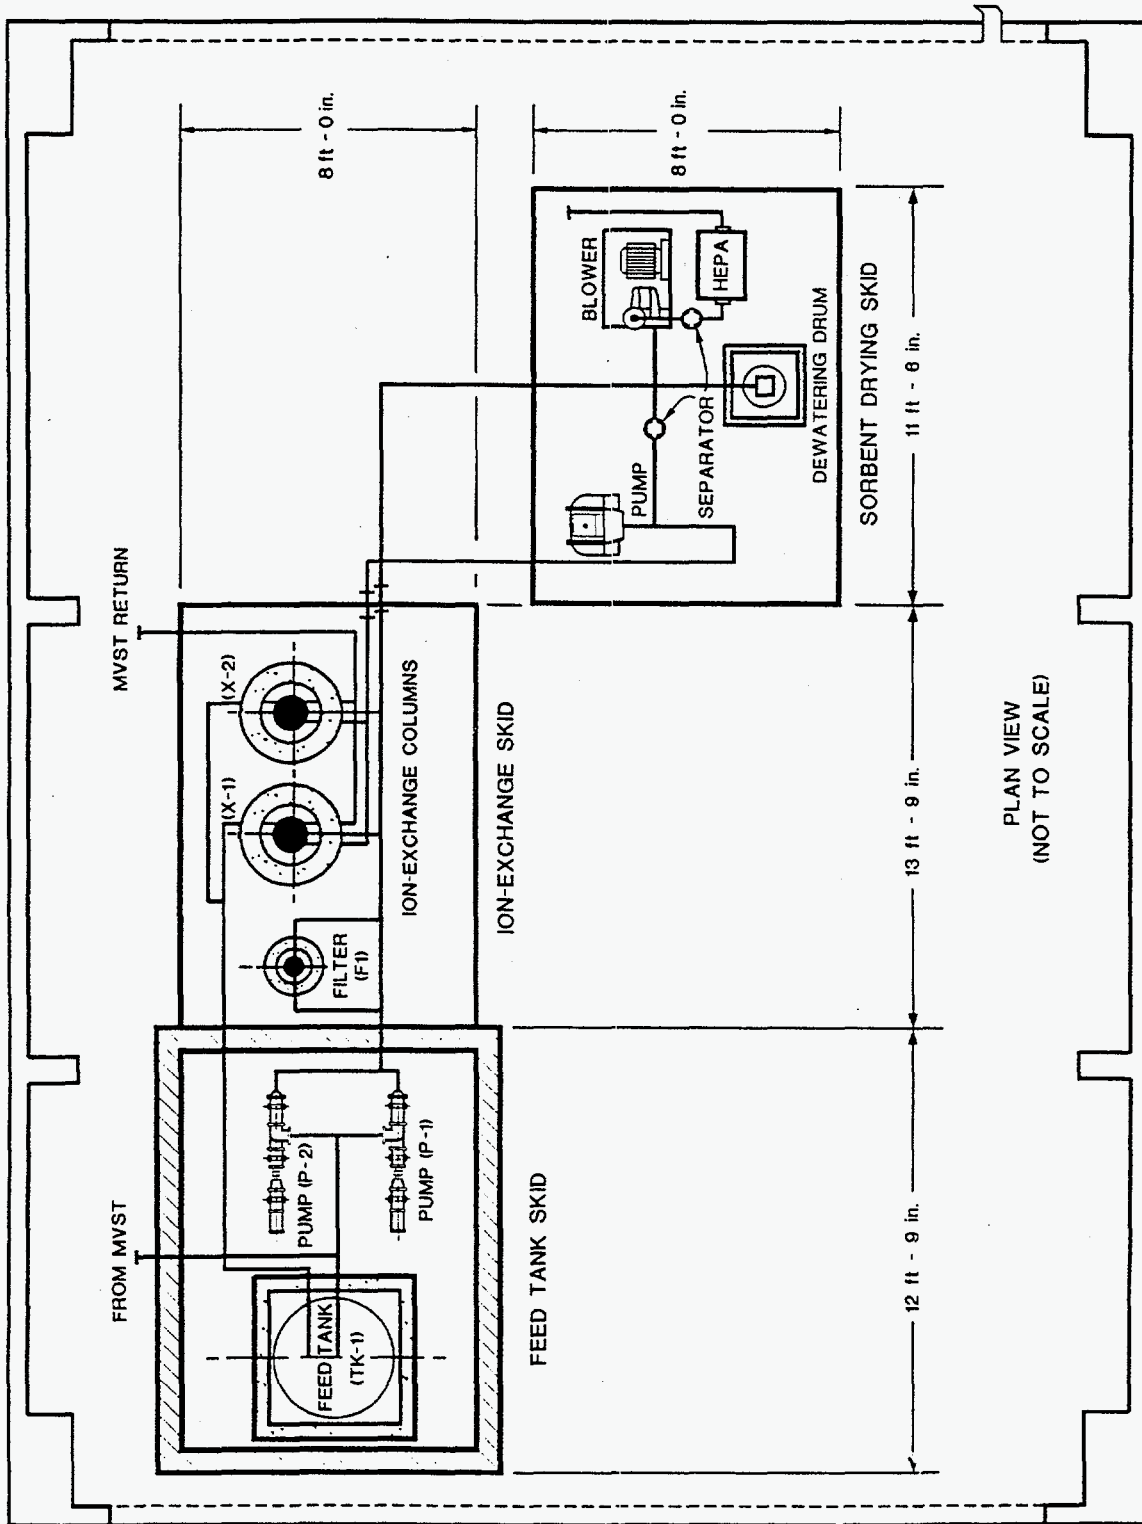 FROM MVST
MVST RETURN
8 ft - 0 in.
FEED TANK
(TK-1)
PUMP (P-2)
PUMP (P-1)
FILTER
(F1)
(X-1)
(X-2)
ION-EXCHANGE COLUMNS
FEED TANK SKID
ION-EXCHANGE SKID
8 ft - 0 in.
BLOWER
HEPA
PUMP
SEPARATOR
DEWATERING DRUM
SORBENT DRYING SKID
12 ft - 9 in.
13 ft - 9 in.
11 ft - 8 in.
PLAN VIEW
(NOT TO SCALE)